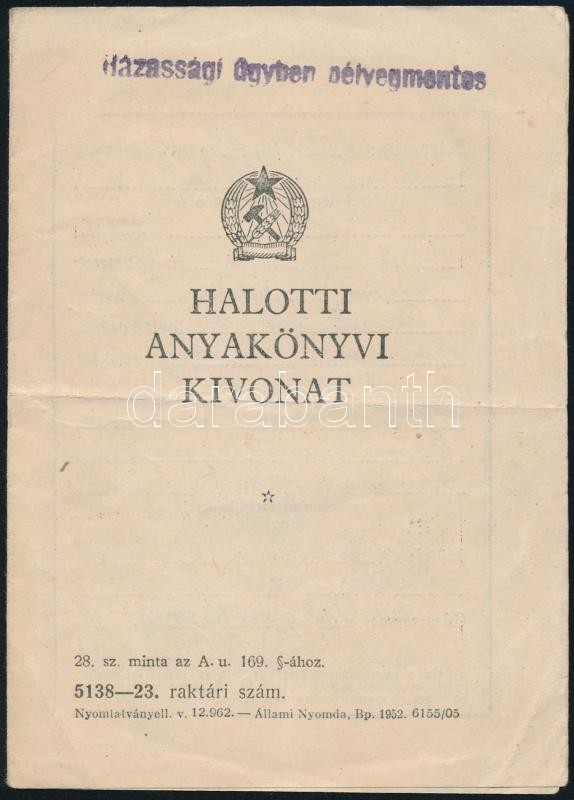 Házassági ügyben bélyegmentes
HALOTTI
ANYAKÖNYVI
KIVONAT
darabanth
28. sz. minta az A. u. 169. §-ához.
5138—23. raktári szám.
Nyomtatványell. v. 12.962. — Állami Nyomda, Bp. 1952. 6155/05